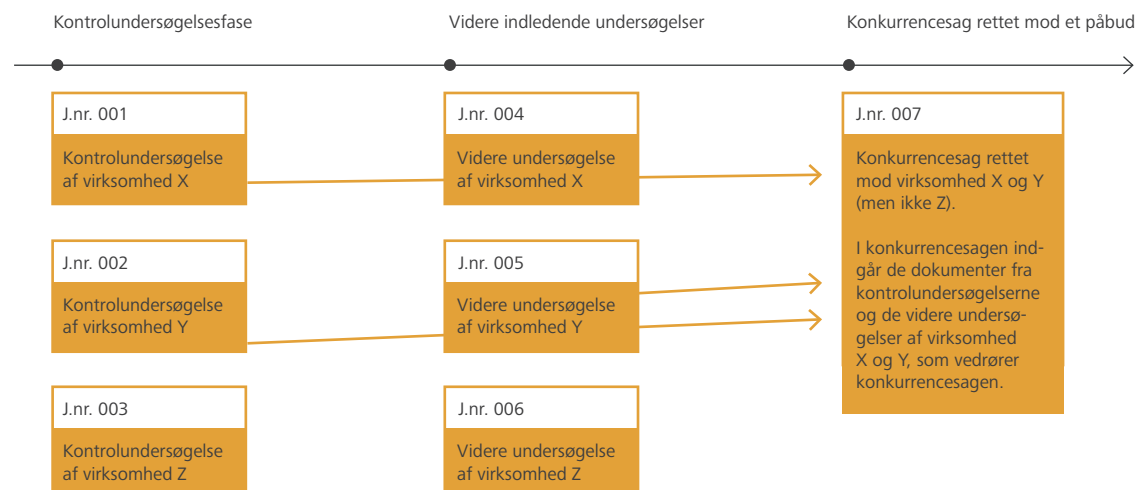 Kontrolundersøgelsesfase
Videre indledende undersøgelser
Konkurrencesag rettet mod et påbud
J.nr. 001
Kontrolundersøgelse
af virksomhed X
J.nr. 004
Videre undersøgelse
af virksomhed X
J.nr. 007
Konkurrencesag rettet
mod virksomhed X og Y
(men ikke Z).
I konkurrencesagen ind-
går de dokumenter fra
kontrolundersøgelserne
og de videre undersø-
gelser af virksomhed
X og Y, som vedrører
konkurrencesagen.
J.nr. 002
Kontrolundersøgelse
af virksomhed Y
J.nr. 005
Videre undersøgelse
af virksomhed Y
J.nr. 003
Kontrolundersøgelse
af virksomhed Z
J.nr. 006
Videre undersøgelse
af virksomhed Z